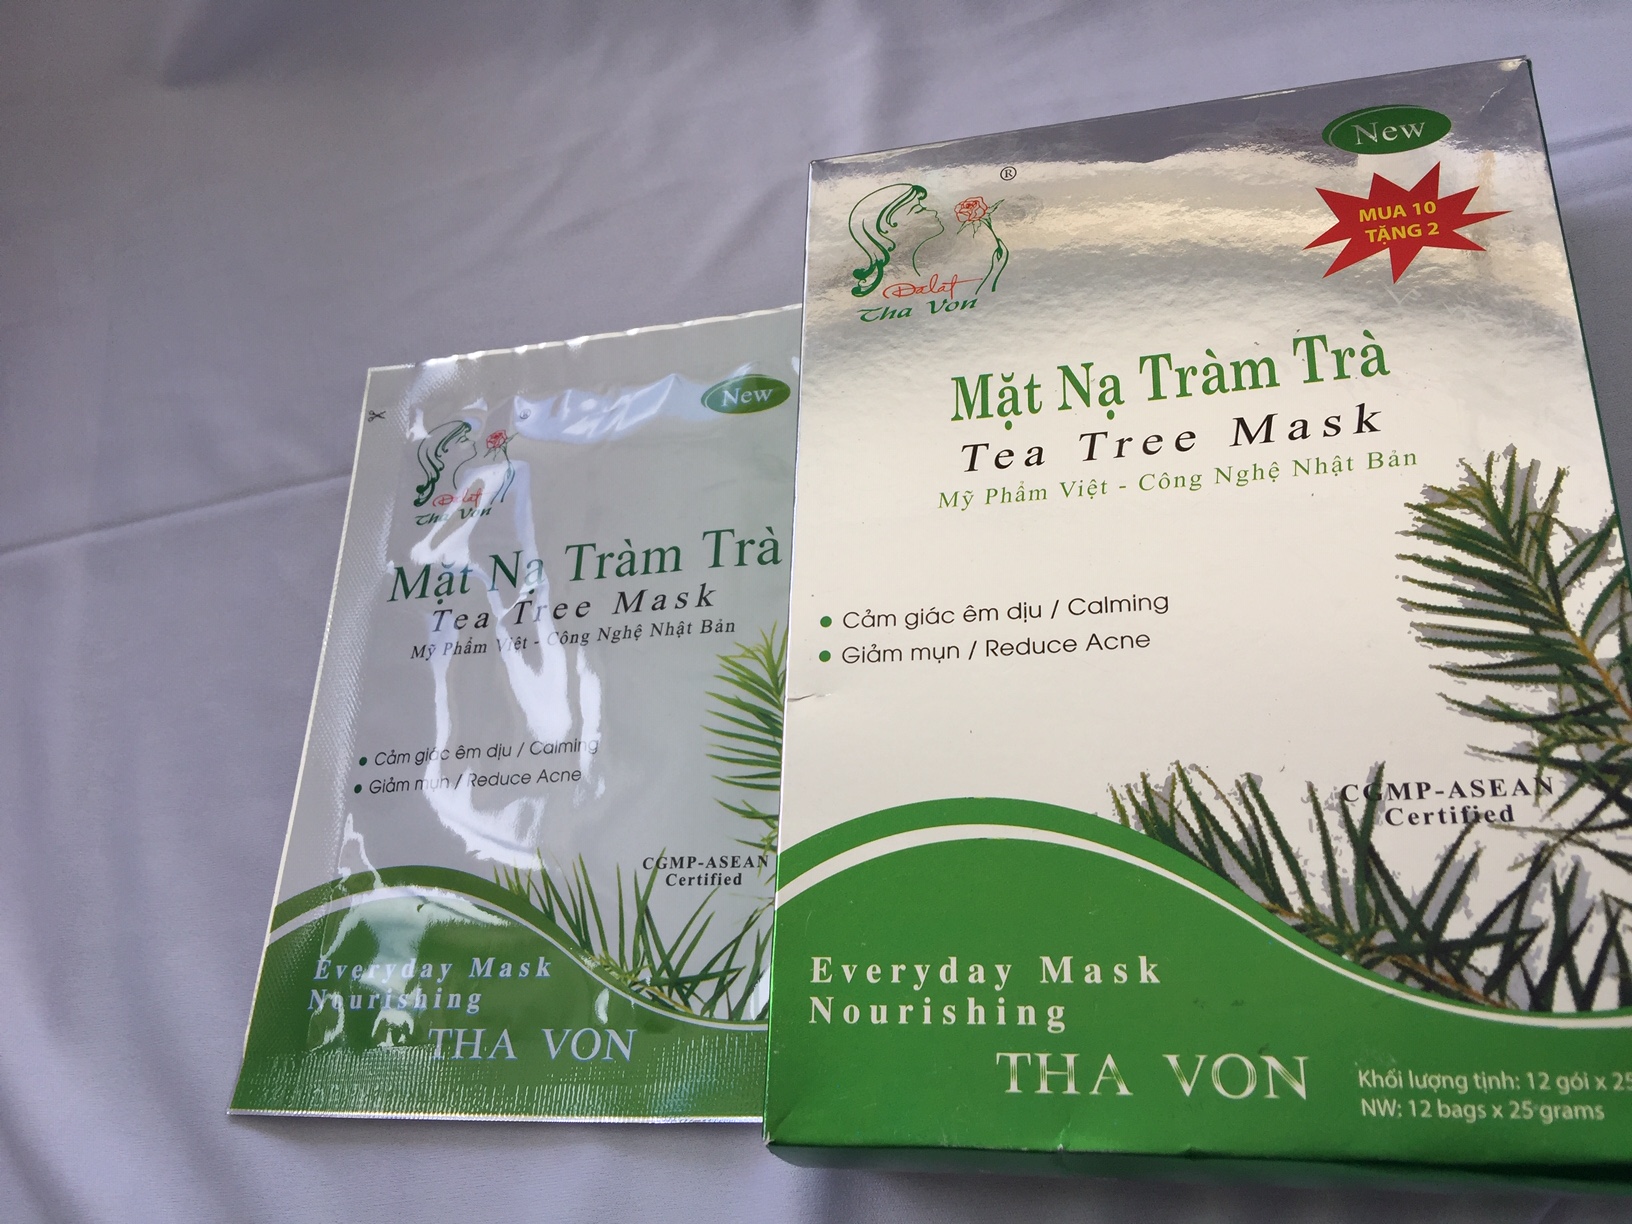 New
MUA 10
TẶNG 2
®
Dalat
Tha Von
Mặt Nạ Tràm Trà
Tea Tree Mask
Mỹ Phẩm Việt - Công Nghệ Nhật Bản
Cảm giác êm dịu / Calming
Giảm mụn / Reduce Acne
CGMP-ASEAN
Certified
Everyday Mask
Nourishing
THA VON
Khối lượng tịnh: 12 gói x 25
NW: 12 bags x 25 grams
New
®
Dalat
Tha Von
Mặt Nạ Tràm Trà
Tea Tree Mask
Mỹ Phẩm Việt - Công Nghệ Nhật Bản
Cảm giác êm dịu / Calming
Giảm mụn / Reduce Acne
CGMP-ASEAN
Certified
Everyday Mask
Nourishing
THA VON